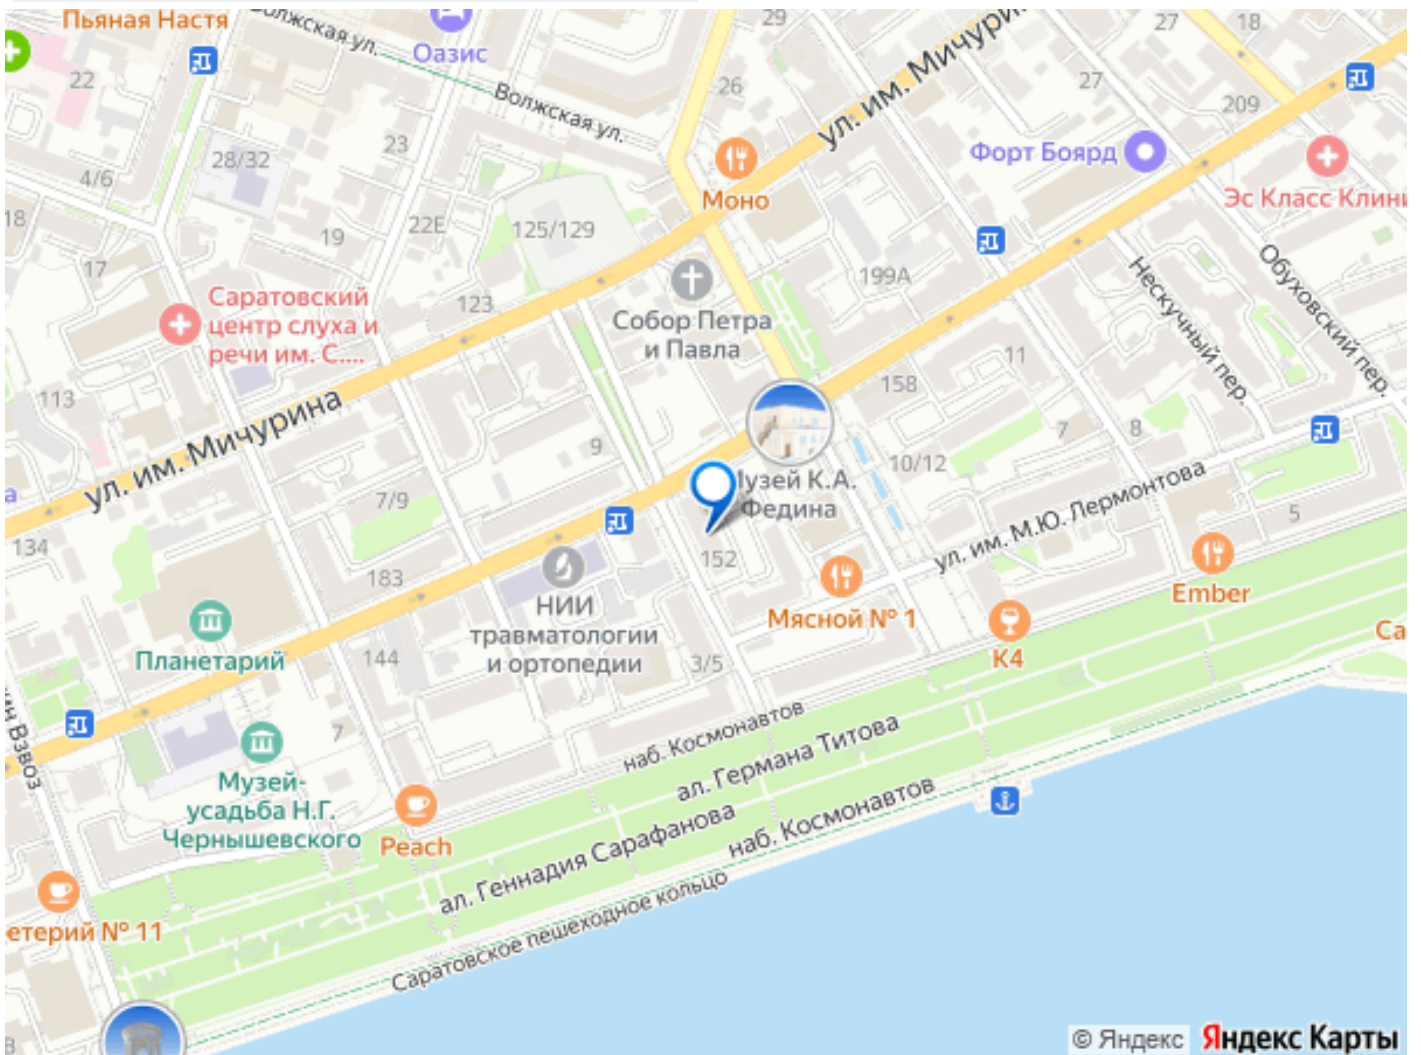 Пьяная Настя
Волжская ул.
Оазис
29
27
18
22
26
27
209
Волжская ул.
ул. им. Мичурина
23
28/32
4/6
Моно
Форт Боярд
Эс Класс Клини
18
22Е
125/129
19
17
199А
Обуховский пер.
Нескучный пер.
Саратовский
центр слуха и
речи им. С....
123
Собор Петра
и Павла
11
113
158
ул. им. Мичурина
9
7
8
10/12
а
7/9
Музей К.А.
Федина
ул. им. М.Ю. Лермонтова
5
134
152
183
НИИ
травматологии
и ортопедии
Мясной № 1
Ember
К4
Са
Планетарий
144
3/5
7
ин Взвоз
наб. Космонавтов
ал. Германа Титова
Музей-
усадьба Н.Г.
Чернышевского
Peach
наб. Космонавтов
ал. Геннадия Сарафанова
етерий № 11
Саратовское пешеходное кольцо
8
© Яндекс Яндекс Карты